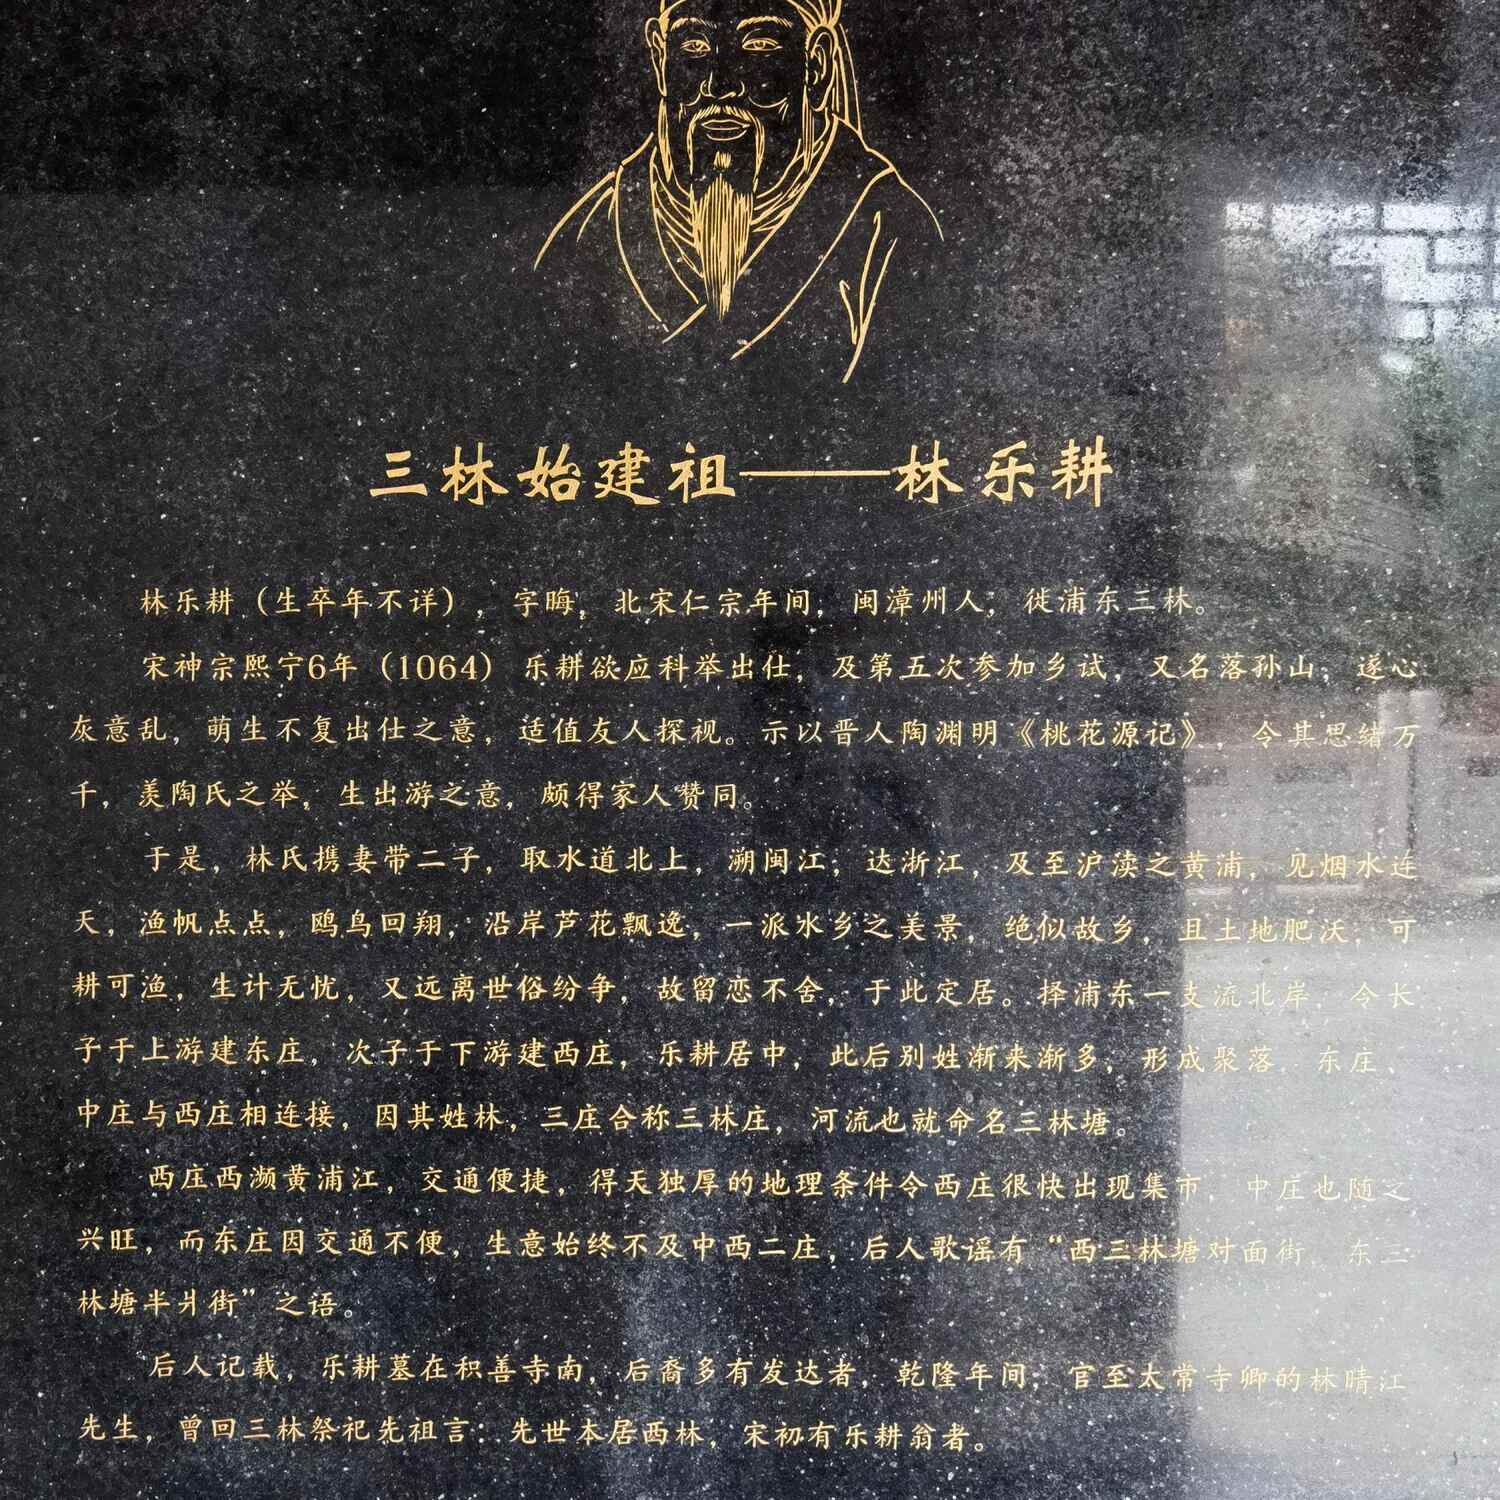 三林始建祖——林乐耕
林乐耕（生卒年不详），字晦，北宋仁宗年间，闽漳州人，徙浦东三林。
宋神宗熙宁6年（1064）乐耕欲应科举出仕，及第五次参加乡试，又名落孙山，遂心
灰意乱，萌生不复出仕之意，适值友人探视。示以晋人陶渊明《桃花源记》，令其思绪万
千，羡陶氏之举，生出游之意，颇得家人赞同。
于是，林氏携妻带二子，取水道北上，溯闽江，达浙江，及至沪渎之黄浦，见烟水连
天，渔帆点点，鸥鸟回翔，沿岸芦花飘逸，一派水乡之美景，绝似故乡，且土地肥沃，可
耕可渔，生计无忧，又远离世俗纷争，故留恋不舍，于此定居。择浦东一支流北岸，令长
子于上游建东庄，次子于下游建西庄，乐耕居中，此后别姓渐来渐多，形成聚落，东庄、
中庄与西庄相连接，因其姓林，三庄合称三林庄，河流也就命名三林塘。
西庄西濒黄浦江，交通便捷，得天独厚的地理条件令西庄很快出现集市，中庄也随之
兴旺，而东庄因交通不便，生意始终不及中西二庄，后人歌谣有“西三林塘对面街，东三
林塘半爿街”之语。
后人记载，乐耕墓在积善寺南，后裔多有发达者，乾隆年间，官至太常寺卿的林晴江
先生，曾回三林祭祀先祖言：先世本居西林，宋初有乐耕翁者。